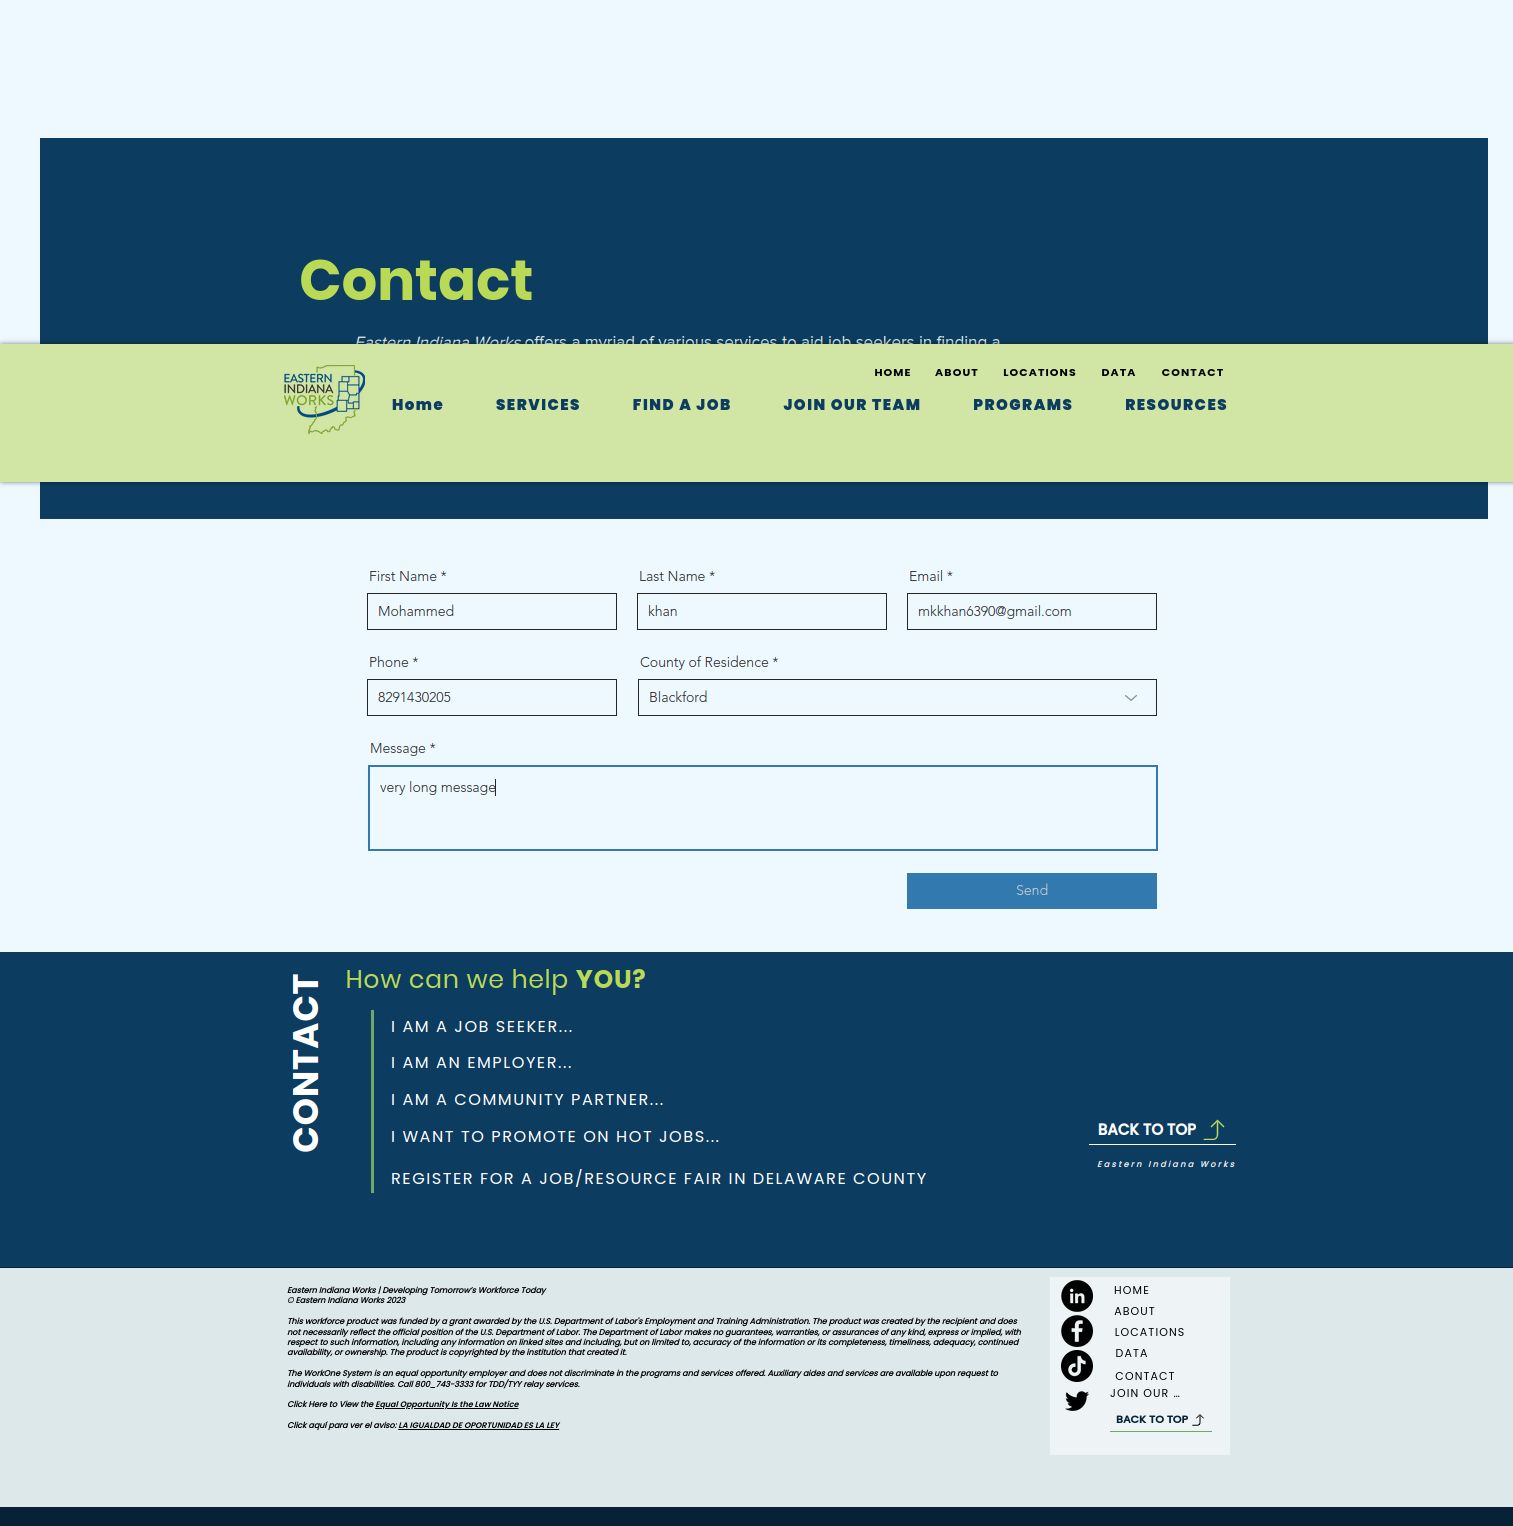 Contact
Eastern Indiana Works offers a myriad of various services to aid job seekers in finding a
HOME ABOUT LOCATIONS DATA CONTACT
EASTERN
INDIANA
WORKS
Home SERVICES FIND A JOB JOIN OUR TEAM PROGRAMS RESOURCES
First Name * Last Name * Email *
Mohammed khan mkkhan6390@gmail.com
Phone * County of Residence *
8291430205 Blackford
Message *
very long message
Send
CONTACT
How can we help YOU?
I AM A JOB SEEKER...
I AM AN EMPLOYER...
I AM A COMMUNITY PARTNER...
I WANT TO PROMOTE ON HOT JOBS...
REGISTER FOR A JOB/RESOURCE FAIR IN DELAWARE COUNTY
BACK TO TOP
Eastern Indiana Works
Eastern Indiana Works | Developing Tomorrow's Workforce Today
© Eastern Indiana Works 2023
This workforce product was funded by a grant awarded by the U.S. Department of Labor's Employment and Training Administration. The product was created by the recipient and does
not necessarily reflect the official position of the U.S. Department of Labor. The Department of Labor makes no guarantees, warranties, or assurances of any kind, express or implied, with
respect to such information, including any information on linked sites and including, but on limited to, accuracy of the information or its completeness, timeliness, adequacy, continued
availability, or ownership. The product is copyrighted by the institution that created it.
The WorkOne System is an equal opportunity employer and does not discriminate in the programs and services offered. Auxiliary aides and services are available upon request to
individuals with disabilities. Call 800_743-3333 for TDD/TYY relay services.
Click Here to View the Equal Opportunity Is the Law Notice
Click aquí para ver el aviso: LA IGUALDAD DE OPORTUNIDAD ES LA LEY
HOME
ABOUT
LOCATIONS
DATA
CONTACT
JOIN OUR ...
BACK TO TOP